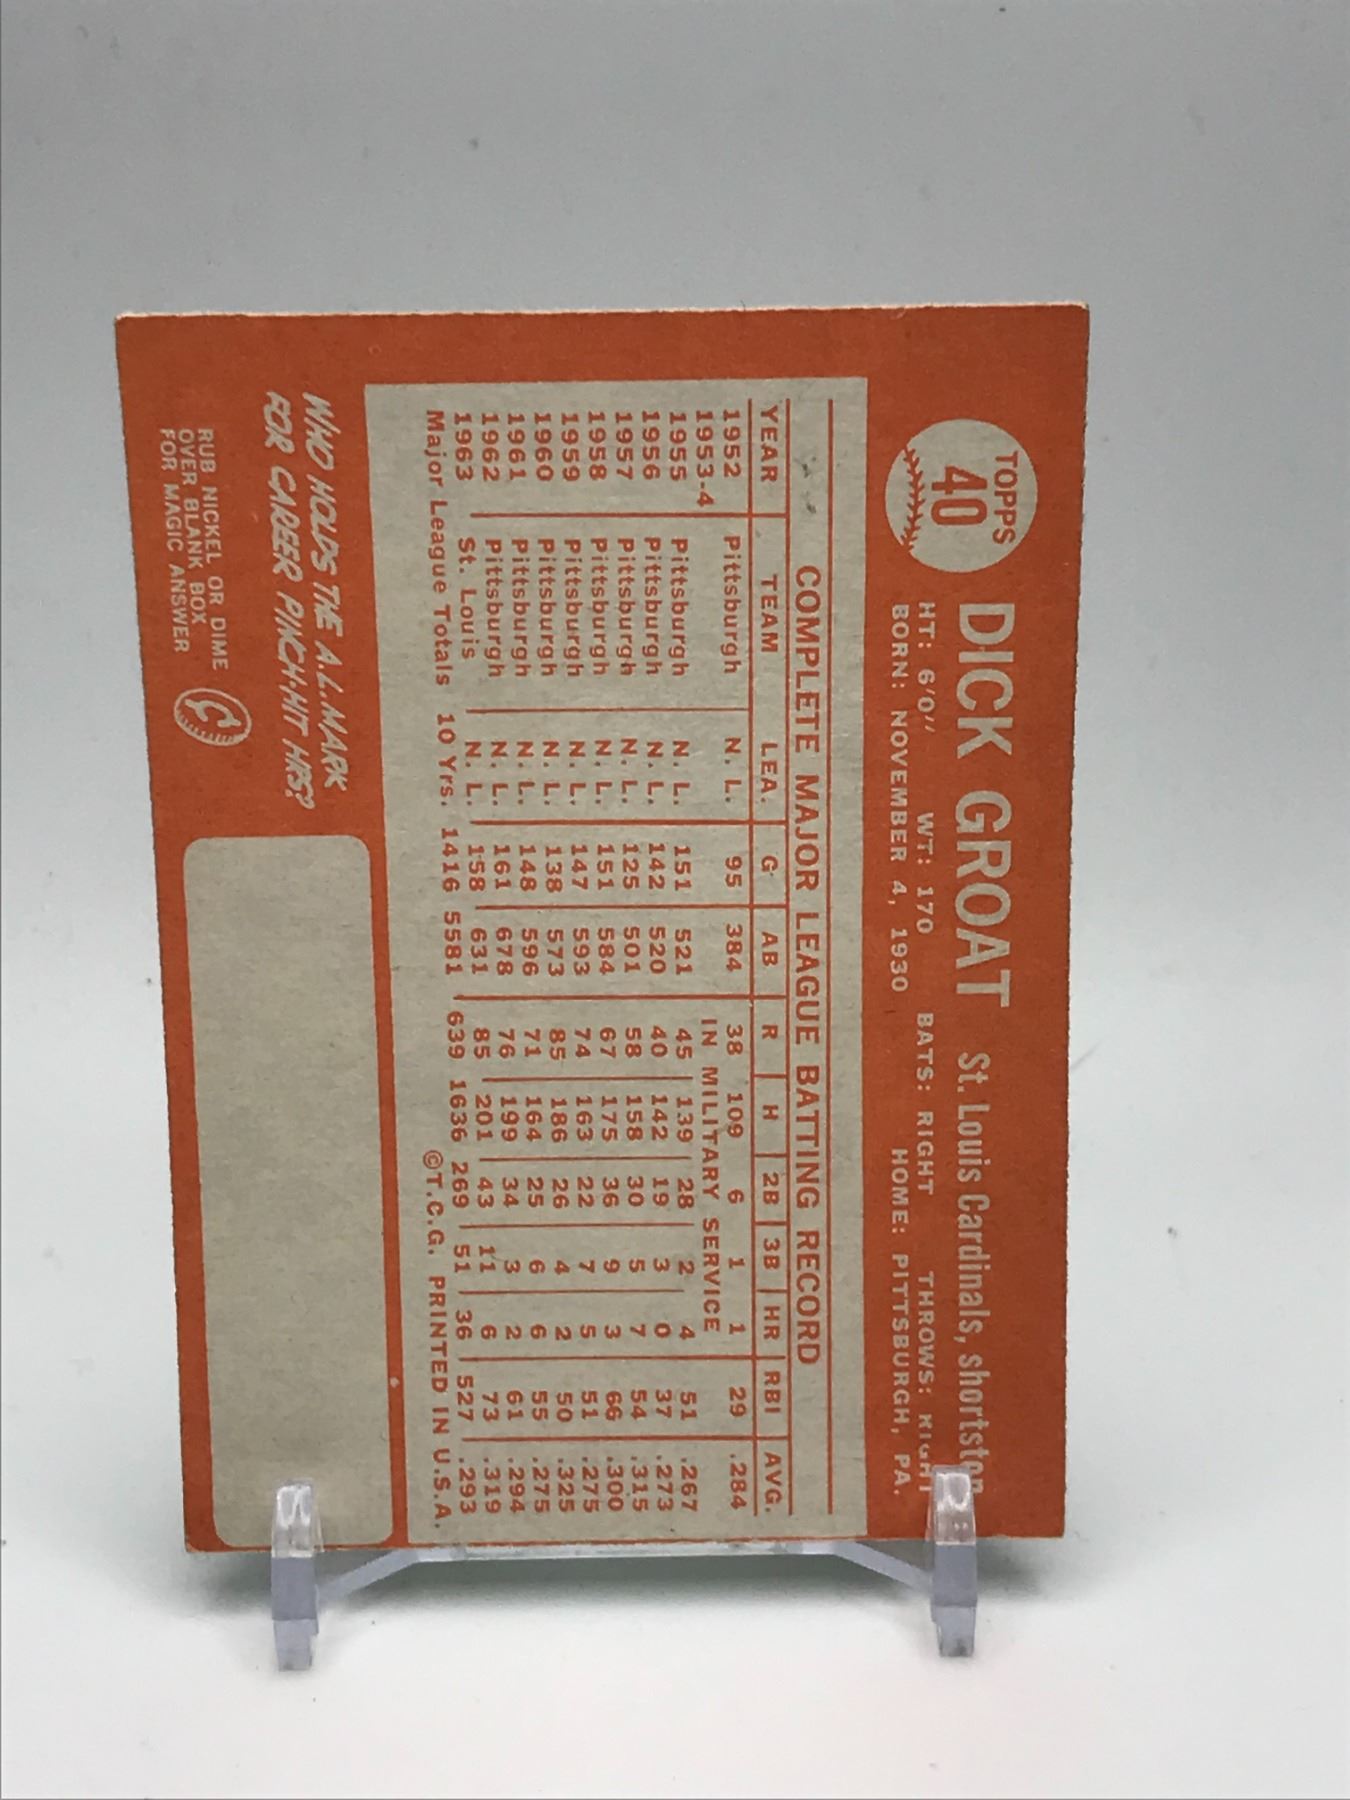 TOPPS
40
DICK GROAT St. Louis Cardinals, shortstop
HT: 6'0" WT: 170 BATS: RIGHT THROWS: RIGHT
BORN: NOVEMBER 4, 1930 HOME: PITTSBURGH, PA.
COMPLETE MAJOR LEAGUE BATTING RECORD
YEAR TEAM LEA. G AB R H 2B 3B HR RBI AVG.
1952 Pittsburgh N. L. 95 384 38 109 6 1 1 29 .284
1953-4 IN MILITARY SERVICE
1955 Pittsburgh N. L. 151 521 45 139 28 2 4 51 .267
1956 Pittsburgh N. L. 142 520 40 142 19 3 0 37 .273
1957 Pittsburgh N. L. 125 501 58 158 30 5 7 54 .315
1958 Pittsburgh N. L. 151 584 67 175 36 9 3 66 .300
1959 Pittsburgh N. L. 147 593 74 163 22 7 5 51 .275
1960 Pittsburgh N. L. 138 573 85 186 26 4 2 50 .325
1961 Pittsburgh N. L. 148 596 71 164 25 6 6 55 .275
1962 Pittsburgh N. L. 161 678 76 199 34 3 2 61 .294
1963 St. Louis N. L. 158 631 85 201 43 11 6 73 .319
Major League Totals 10 Yrs. 1416 5581 639 1636 269 51 36 527 .293
©T.C.G. PRINTED IN U.S.A.
WHO HOLDS THE A.L. MARK
FOR CAREER PINCH-HIT HRS?
RUB NICKEL OR DIME
OVER BLANK BOX
FOR MAGIC ANSWER